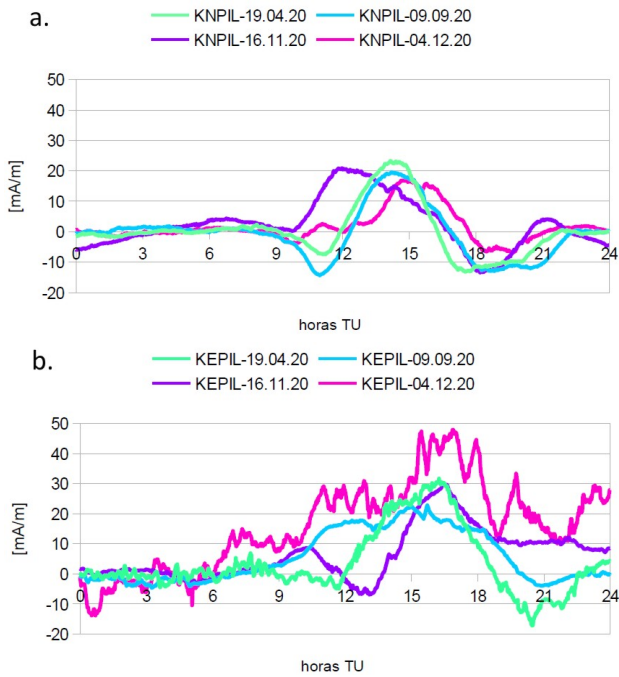 a.
KNPIL-19.04.20 KNPIL-09.09.20
KNPIL-16.11.20 KNPIL-04.12.20
50
40
30
20
10
0
-10
-20
[mA/m]
0 3 6 9 12 15 18 21 24
horas TU
b.
KEPIL-19.04.20 KEPIL-09.09.20
KEPIL-16.11.20 KEPIL-04.12.20
50
40
30
20
10
0
-10
-20
[mA/m]
0 3 6 9 12 15 18 21 24
horas TU